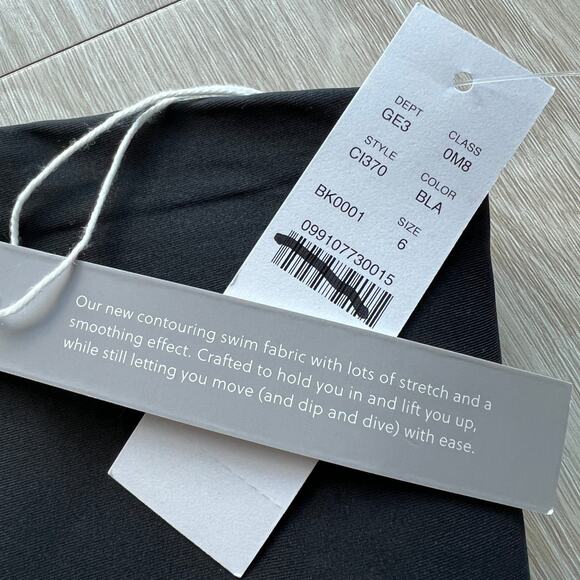 DEPT CLASS
GE3 0M8
STYLE COLOR
CI370 BLA
BK0001 SIZE
6
099107730015
Our new contouring swim fabric with lots of stretch and a
smoothing effect. Crafted to hold you in and lift you up,
while still letting you move (and dip and dive) with ease.